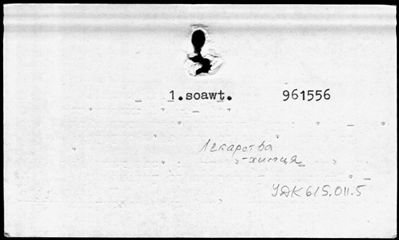 1.soawt. 961556
Лекарства
-химия
УДК 615.011.5